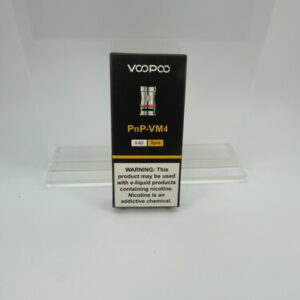 VOOPOO
PnP-VM4
5pcs
WARNING: This
product may be used
with e-liquid products
containing nicotine.
Nicotine is an
addictive chemical.